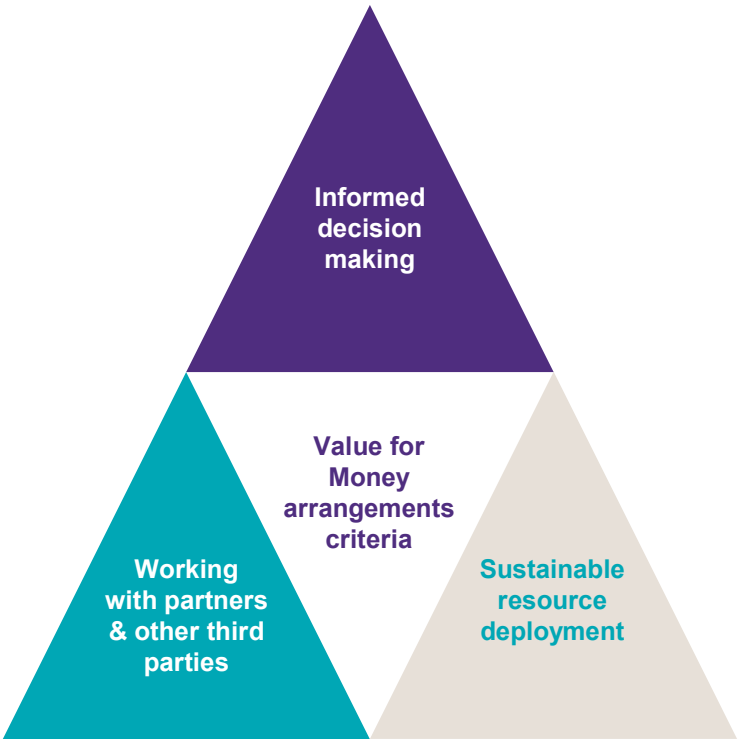 Informed
decision
making
Value for
Money
arrangements
criteria
Working
with partners
& other third
parties
Sustainable
resource
deployment